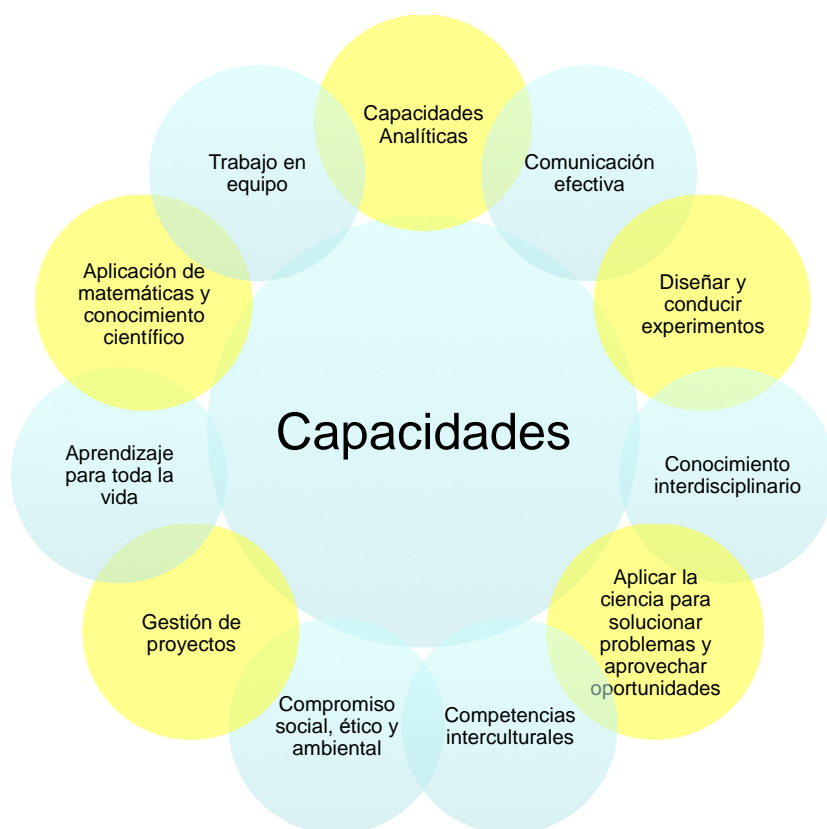 Capacidades
Analíticas
Comunicación
efectiva
Diseñar y
conducir
experimentos
Conocimiento
interdisciplinario
Aplicar la
ciencia para
solucionar
problemas y
aprovechar
oportunidades
Competencias
interculturales
Compromiso
social, ético y
ambiental
Gestión de
proyectos
Aprendizaje
para toda la
vida
Aplicación de
matemáticas y
conocimiento
científico
Trabajo en
equipo
Capacidades